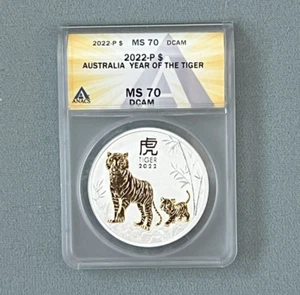 2022-P $ MS 70 DCAM
2022-P $
AUSTRALIA YEAR OF THE TIGER
MS 70
DCAM
ANACS
虎
TIGER
2022